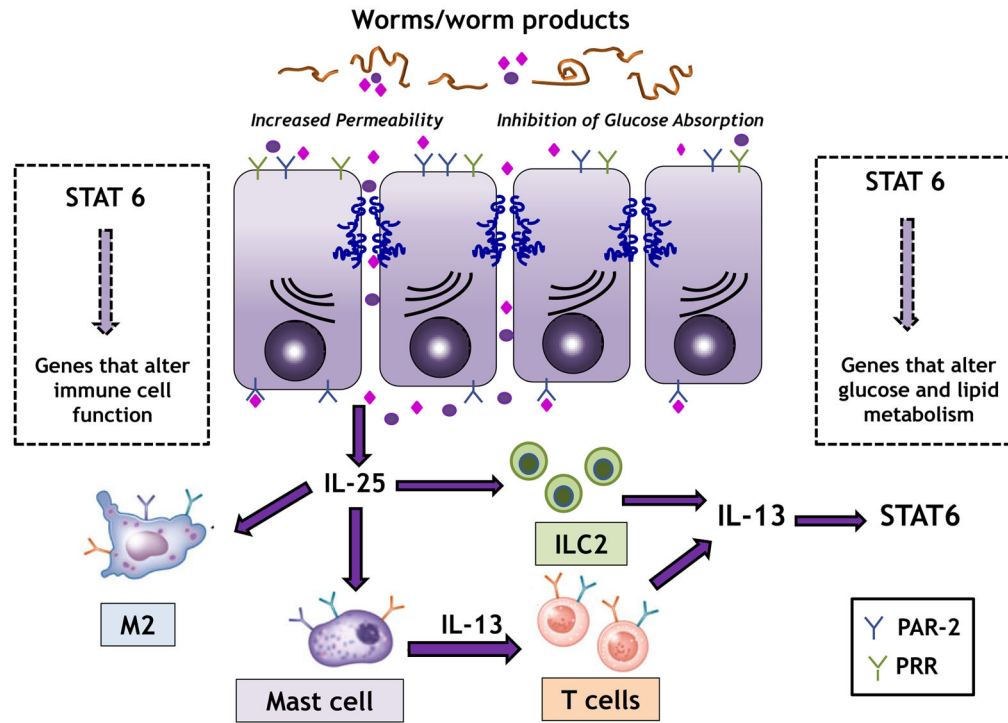 Worms/worm products
Increased Permeability
Inhibition of Glucose Absorption
STAT 6
Genes that alter
immune cell
function
STAT 6
Genes that alter
glucose and lipid
metabolism
IL-25
ILC2
IL-13
STAT6
M2
IL-13
Mast cell
T cells
PAR-2
PRR